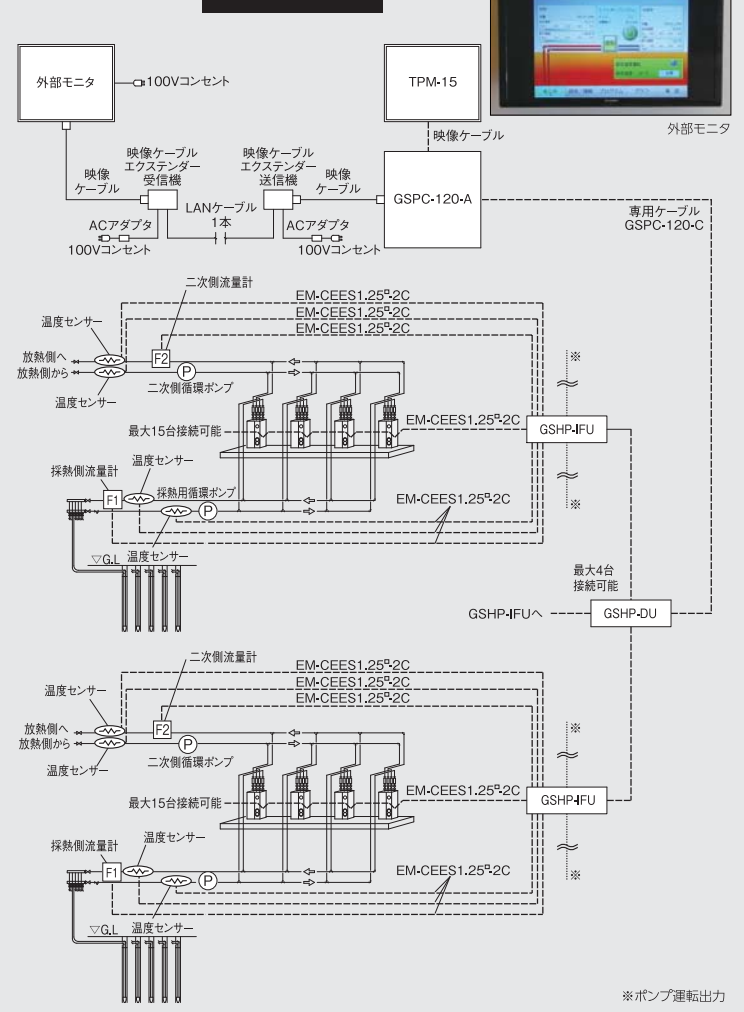 外部モニタ
100Vコンセント
TPM-15
外部モニタ
映像ケーブル
映像
ケーブル
映像ケーブル
エクステンダー
受信機
映像ケーブル
エクステンダー
送信機
映像
ケーブル
GSPC-120-A
LANケーブル
1本
専用ケーブル
GSPC-120-C
ACアダプタ
100Vコンセント
ACアダプタ
100Vコンセント
二次側流量計
EM-CEES1.25□-2C
EM-CEES1.25□-2C
EM-CEES1.25□-2C
温度センサー
放熱側へ
F2
放熱側から
P
二次側循環ポンプ
温度センサー
※
EM-CEES1.25□-2C
GSHP-IFU
最大15台接続可能
採熱側流量計
温度センサー
F1
採熱用循環ポンプ
P
EM-CEES1.25□-2C
※
▽G.L
温度センサー
最大4台
接続可能
GSHP-IFUへ
GSHP-DU
二次側流量計
EM-CEES1.25□-2C
EM-CEES1.25□-2C
EM-CEES1.25□-2C
温度センサー
放熱側へ
F2
放熱側から
P
二次側循環ポンプ
温度センサー
※
EM-CEES1.25□-2C
GSHP-IFU
最大15台接続可能
温度センサー
採熱側流量計
F1
P
EM-CEES1.25□-2C
※
▽G.L
温度センサー
※ポンプ運転出力